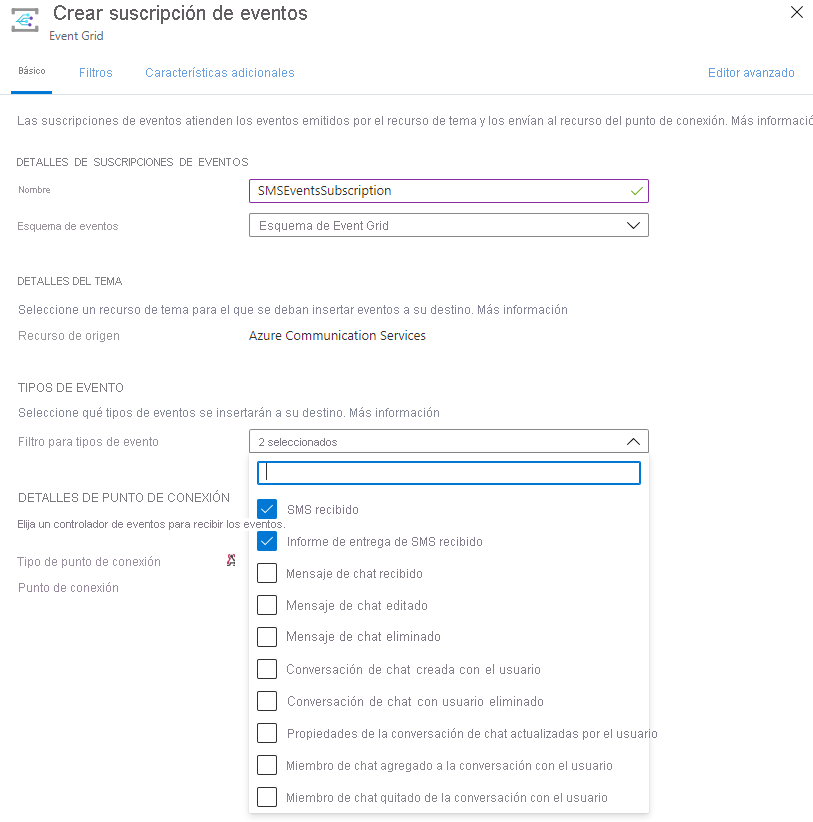 Crear suscripción de eventos
Event Grid
Básico Filtros Características adicionales Editor avanzado
Las suscripciones de eventos atienden los eventos emitidos por el recurso de tema y los envían al recurso del punto de conexión. Más informació
DETALLES DE SUSCRIPCIONES DE EVENTOS
Nombre SMSEventsSubscription
Esquema de eventos Esquema de Event Grid
DETALLES DEL TEMA
Seleccione un recurso de tema para el que se deban insertar eventos a su destino. Más información
Recurso de origen Azure Communication Services
TIPOS DE EVENTO
Seleccione qué tipos de eventos se insertarán a su destino. Más información
Filtro para tipos de evento 2 seleccionados
DETALLES DE PUNTO DE CONEXIÓN
SMS recibido
Elija un controlador de eventos para recibir los eventos.
Informe de entrega de SMS recibido
Tipo de punto de conexión
Mensaje de chat recibido
Punto de conexión
Mensaje de chat editado
Mensaje de chat eliminado
Conversación de chat creada con el usuario
Conversación de chat con usuario eliminado
Propiedades de la conversación de chat actualizadas por el usuario
Miembro de chat agregado a la conversación con el usuario
Miembro de chat quitado de la conversación con el usuario